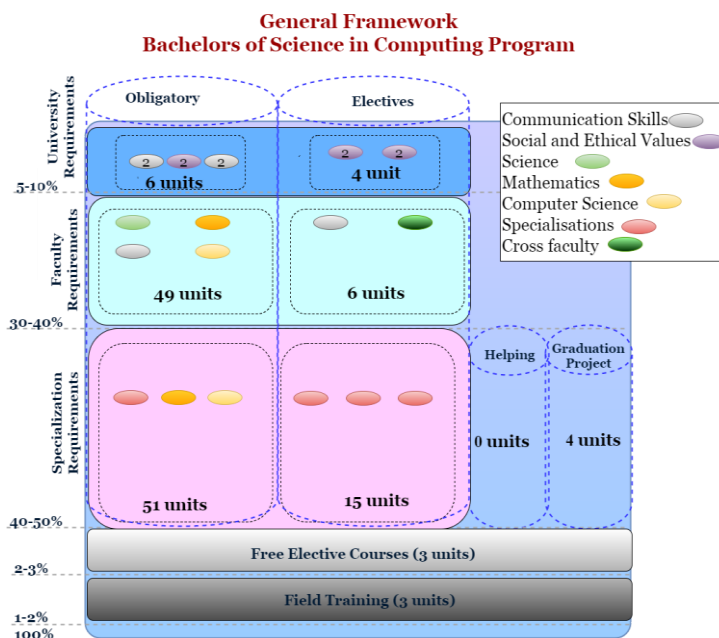 General Framework
Bachelors of Science in Computing Program
Obligatory
Electives
University
Requirements
2 2 2
6 units
2 2
4 unit
5-10%
Communication Skills
Social and Ethical Values
Science
Mathematics
Computer Science
Specialisations
Cross faculty
Faculty
Requirements
49 units
6 units
30-40%
Specialization
Requirements
51 units
15 units
Helping
0 units
Graduation
Project
4 units
40-50%
Free Elective Courses (3 units)
2-3%
Field Training (3 units)
1-2%
100%